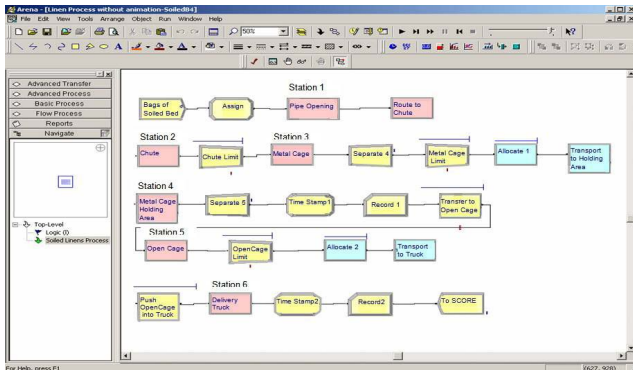 Arena - [Linen Process without animation-Soiled84]
File Edit View Tools Arrange Object Run Window Help
50%
Advanced Transfer
Advanced Process
Basic Process
Flow Process
Reports
Navigate
Top-Level
Logic (l)
Soiled Linens Process
Station 1
Bags of
Soiled Bed
Assign
Pipe Opening
Route to
Chute
Station 2
Station 3
Chute
Chute Limit
Metal Cage
Separate 4
Metal Cage
Limit
Allocate 1
Transport
to Holding
Area
Station 4
Metal Cage
Holding
Area
Separate 5
Time Stamp1
Record 1
Transfer to
Open Cage
Station 5
Open Cage
OpenCage
Limit
Allocate 2
Transport
to Truck
Station 6
Push
OpenCage
into Truck
Delivery
Truck
Time Stamp2
Record2
To SCORE
For Help, press F1
(627, 928)